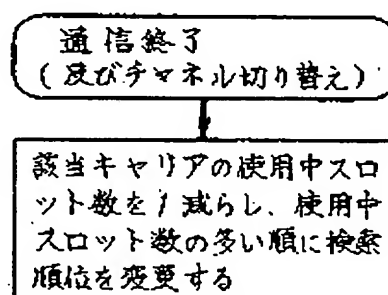 通信終了
(及びチャネル切り替え)
該当キャリアの使用中スロ
ット数を1減らし、使用中
スロット数の多い順に検索
順位を変更する